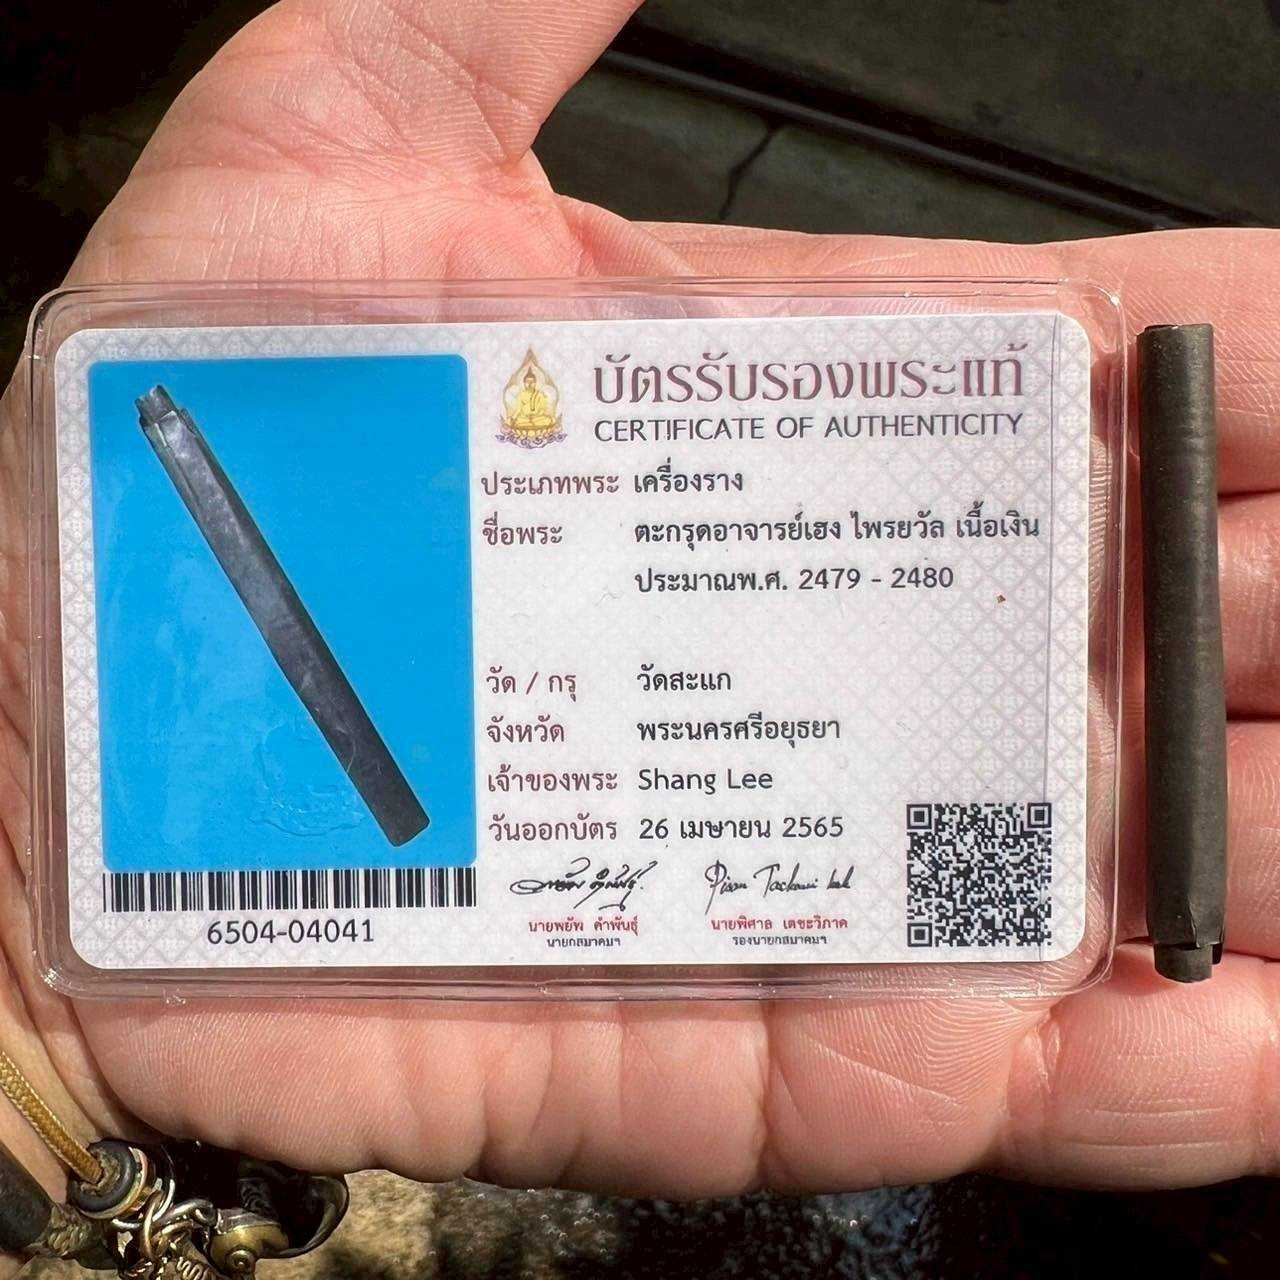 บัตรรับรองพระแท้
CERTIFICATE OF AUTHENTICITY
ประเภทพระ เครื่องราง
ชื่อพระ ตะกรุดอาจารย์เฮง ไพรยวัล เนื้อเงิน
ประมาณพ.ศ. 2479 - 2480
วัด / กรุ วัดสะแก
จังหวัด พระนครศรีอยุธยา
เจ้าของพระ Shang Lee
วันออกบัตร 26 เมษายน 2565
6504-04041
นายพยัพ คำพันธุ์
นายกสมาคมฯ
นายพิศาล เตชะวิภาค
รองนายกสมาคมฯ